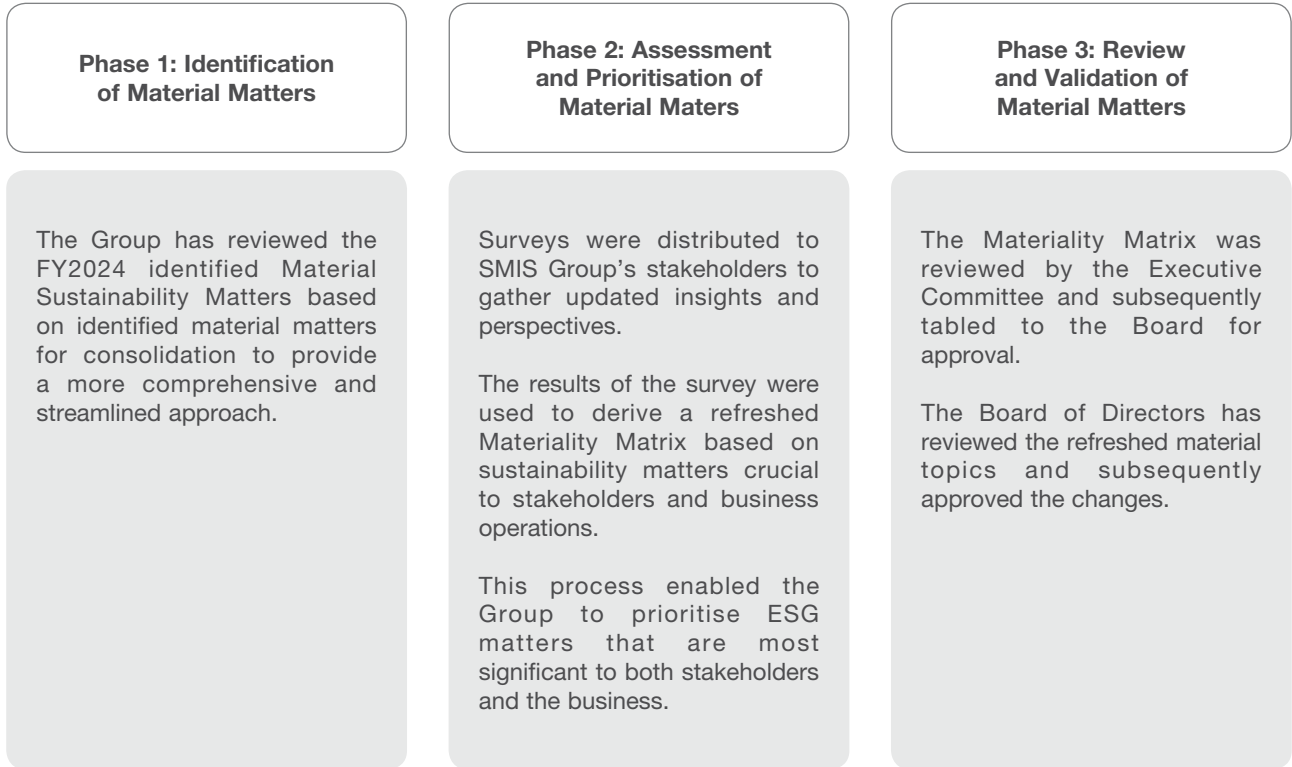 Phase 1: Identification
of Material Matters
The Group has reviewed the
FY2024 identified Material
Sustainability Matters based
on identified material matters
for consolidation to provide
a more comprehensive and
streamlined approach.
Phase 2: Assessment
and Prioritisation of
Material Maters
Surveys were distributed to
SMIS Group’s stakeholders to
gather updated insights and
perspectives.
The results of the survey were
used to derive a refreshed
Materiality Matrix based on
sustainability matters crucial
to stakeholders and business
operations.
This process enabled the
Group to prioritise ESG
matters that are most
significant to both stakeholders
and the business.
Phase 3: Review
and Validation of
Material Matters
The Materiality Matrix was
reviewed by the Executive
Committee and subsequently
tabled to the Board for
approval.
The Board of Directors has
reviewed the refreshed material
topics and subsequently
approved the changes.